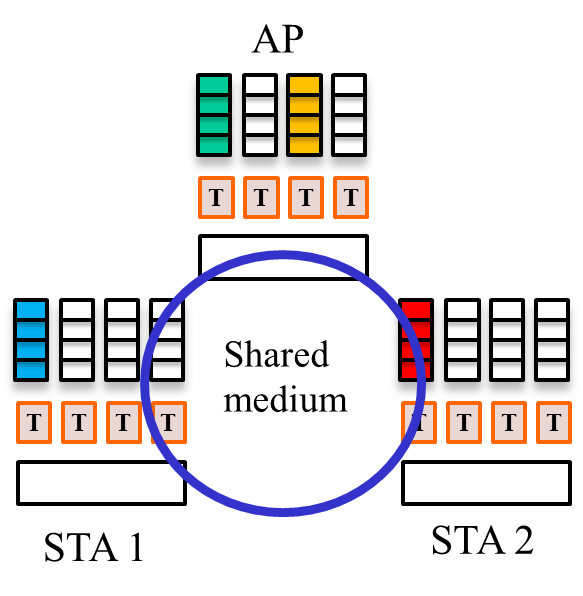 AP
T T T T
Shared
medium
T T T T
T T T T
STA 1
STA 2